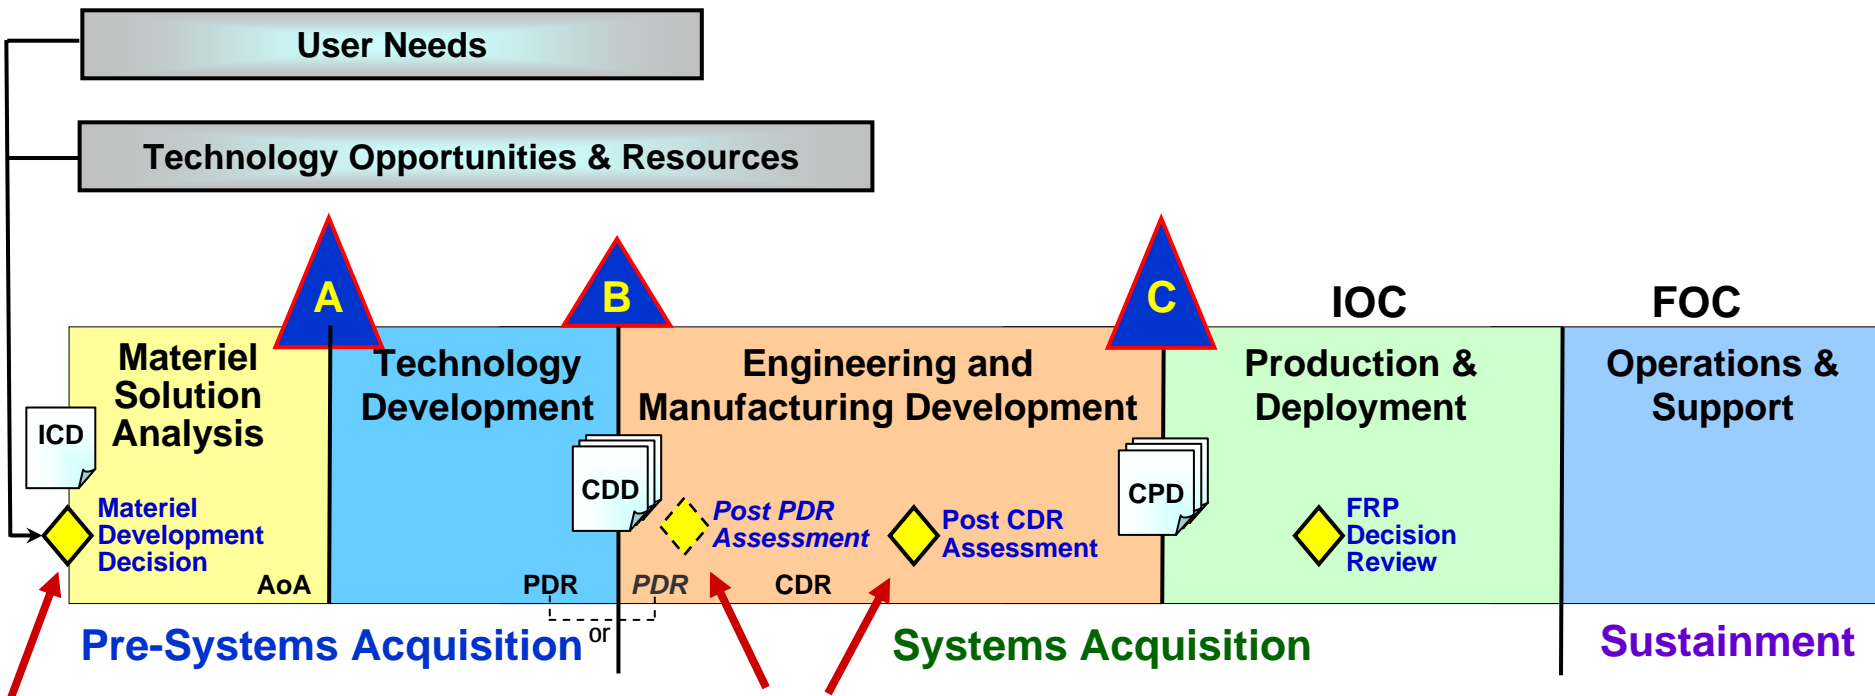 User Needs
Technology Opportunities & Resources
A
B
C
IOC
FOC
Materiel
Solution
Analysis
Technology
Development
Engineering and
Manufacturing Development
Production &
Deployment
Operations &
Support
ICD
CDD
CPD
Materiel
Development
Decision
Post PDR
Assessment
Post CDR
Assessment
FRP
Decision
Review
AoA
PDR
PDR
CDR
or
Pre-Systems Acquisition
Systems Acquisition
Sustainment